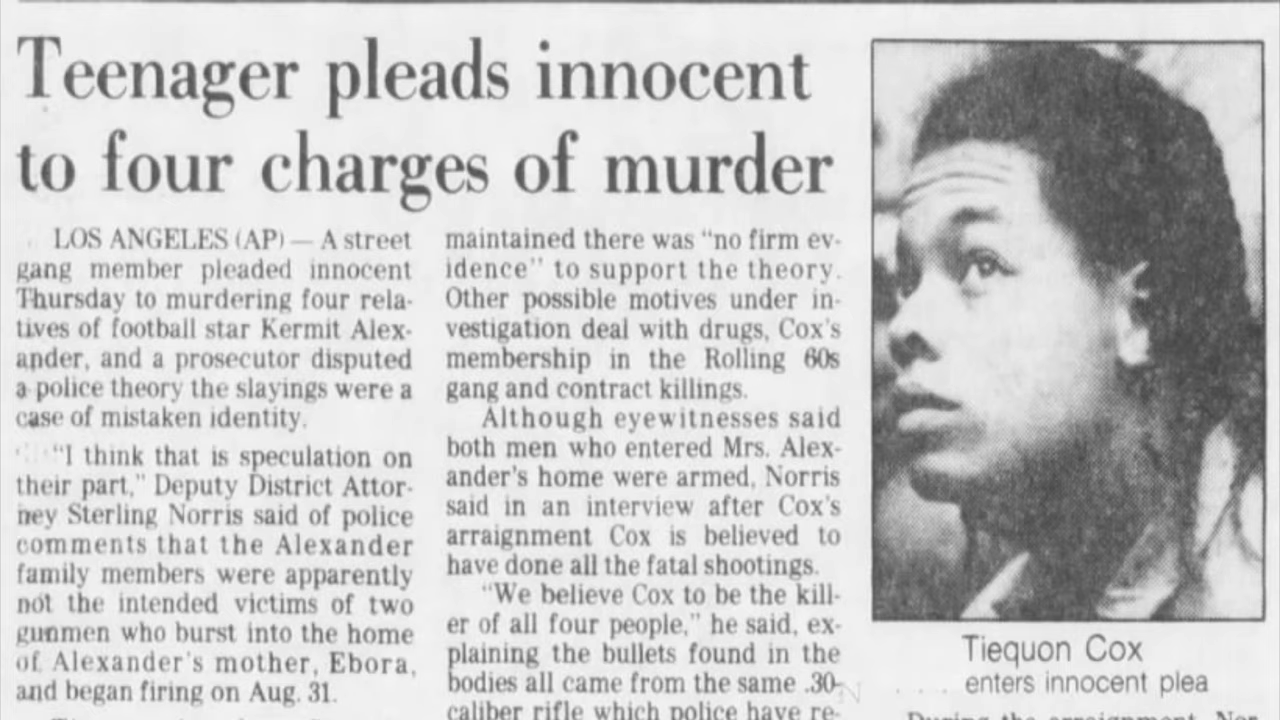 Teenager pleads innocent
to four charges of murder
LOS ANGELES (AP) — A street
gang member pleaded innocent
Thursday to murdering four rela-
tives of football star Kermit Alex-
ander, and a prosecutor disputed
a police theory the slayings were a
case of mistaken identity.
"I think that is speculation on
their part," Deputy District Attor-
ney Sterling Norris said of police
comments that the Alexander
family members were apparently
not the intended victims of two
gunmen who burst into the home
of Alexander's mother, Ebora,
and began firing on Aug. 31.
maintained there was "no firm ev-
idence" to support the theory.
Other possible motives under in-
vestigation deal with drugs, Cox's
membership in the Rolling 60s
gang and contract killings.
Although eyewitnesses said
both men who entered Mrs. Alex-
ander's home were armed, Norris
said in an interview after Cox's
arraignment Cox is believed to
have done all the fatal shootings.
"We believe Cox to be the kill-
er of all four people," he said, ex-
plaining the bullets found in the
bodies all came from the same .30-
caliber rifle which police have re-
Tiequon Cox
. . . . enters innocent plea
During the arraignment, Nor-